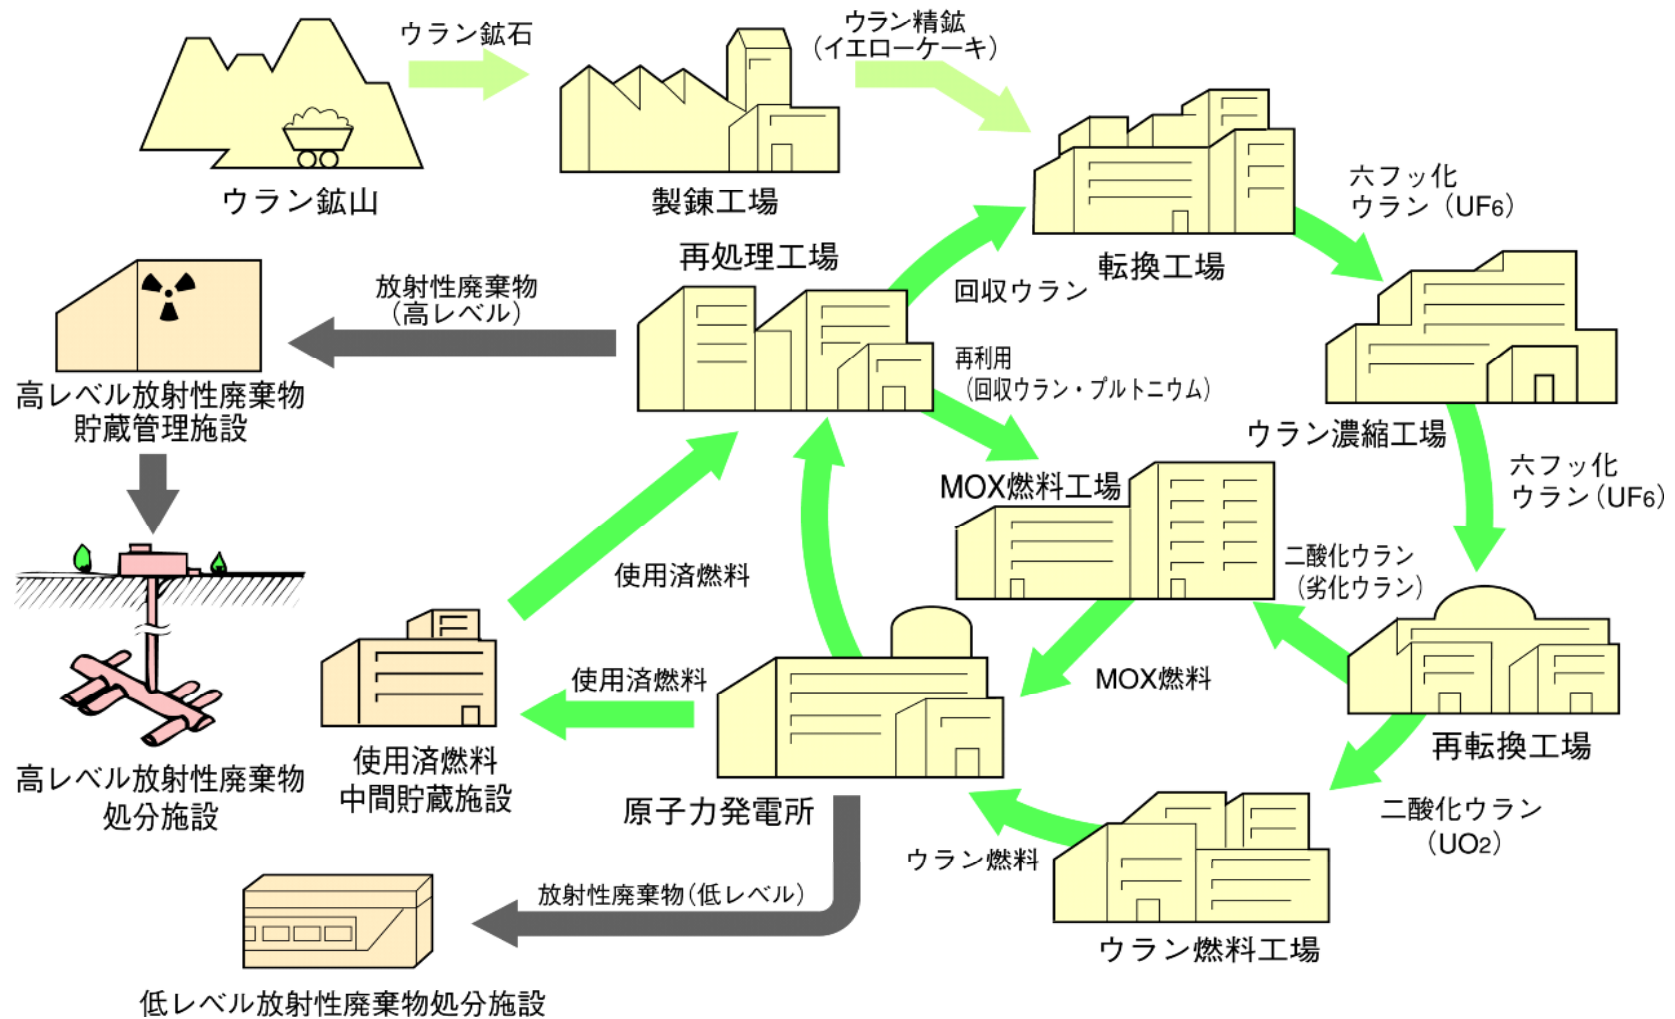 ウラン鉱石
ウラン精鉱
（イエローケーキ）
ウラン鉱山
製錬工場
転換工場
六フッ化
ウラン（UF6）
再処理工場
回収ウラン
放射性廃棄物
（高レベル）
再利用
（回収ウラン・プルトニウム）
高レベル放射性廃棄物
貯蔵管理施設
ウラン濃縮工場
六フッ化
ウラン（UF6）
MOX燃料工場
二酸化ウラン
（劣化ウラン）
使用済燃料
使用済燃料
MOX燃料
再転換工場
高レベル放射性廃棄物
処分施設
使用済燃料
中間貯蔵施設
原子力発電所
二酸化ウラン
（UO2）
ウラン燃料
放射性廃棄物（低レベル）
ウラン燃料工場
低レベル放射性廃棄物処分施設